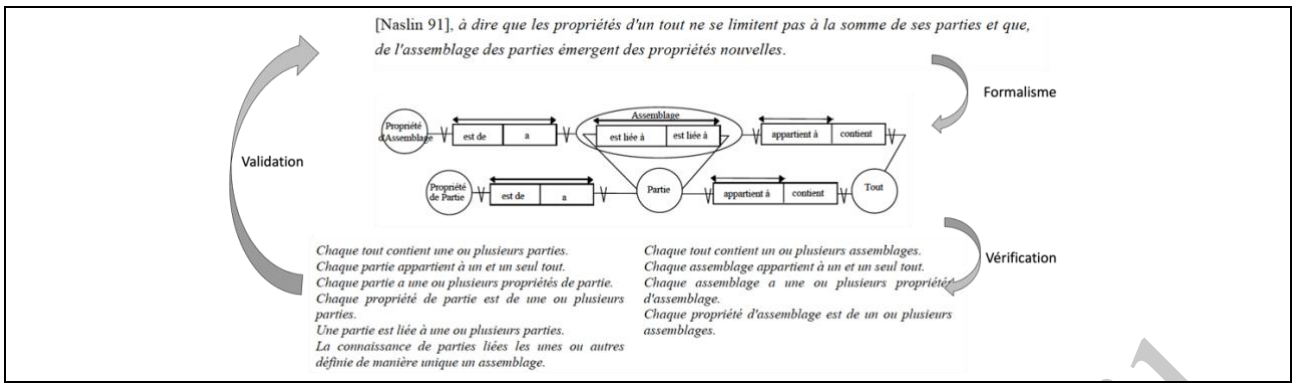 [Naslin 91], à dire que les propriétés d'un tout ne se limitent pas à la somme de ses parties et que,
de l'assemblage des parties émergent des propriétés nouvelles.
Formalisme
Assemblage
Propriété
d'Assemblage
est de
a
est liée à
est liée à
appartient à
contient
Validation
Propriété
de Partie
est de
a
Partie
appartient à
contient
Tout
Vérification
Chaque tout contient une ou plusieurs parties.
Chaque partie appartient à un et un seul tout.
Chaque partie a une ou plusieurs propriétés de partie.
Chaque propriété de partie est de une ou plusieurs
parties.
Une partie est liée à une ou plusieurs parties.
La connaissance de parties liées les unes ou autres
définie de manière unique un assemblage.
Chaque tout contient un ou plusieurs assemblages.
Chaque assemblage appartient à un et un seul tout.
Chaque assemblage a une ou plusieurs propriétés
d'assemblage.
Chaque propriété d'assemblage est de un ou plusieurs
assemblages.